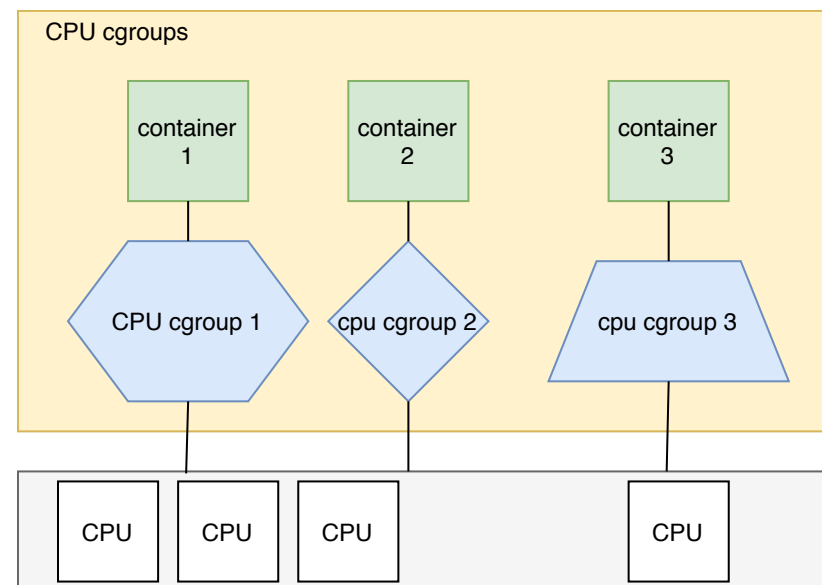 CPU cgroups
container
1
container
2
container
3
CPU cgroup 1
cpu cgroup 2
cpu cgroup 3
CPU
CPU
CPU
CPU